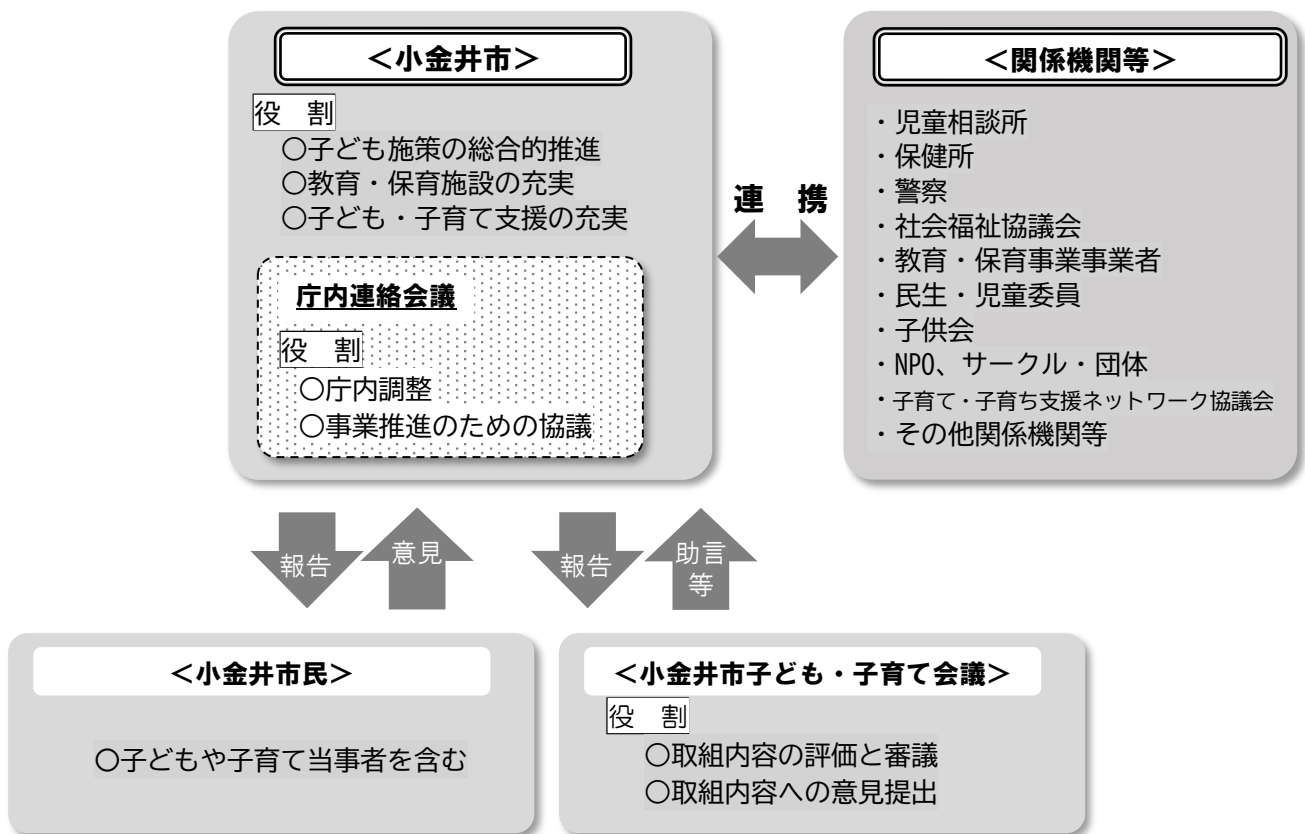 ＜小金井市＞
役　割
〇子ども施策の総合的推進
〇教育・保育施設の充実
〇子ども・子育て支援の充実
庁内連絡会議
役　割
〇庁内調整
〇事業推進のための協議
連　携
＜関係機関等＞
・児童相談所
・保健所
・警察
・社会福祉協議会
・教育・保育事業事業者
・民生・児童委員
・子供会
・NPO、サークル・団体
・子育て・子育ち支援ネットワーク協議会
・その他関係機関等
報告
意見
報告
助言
等
＜小金井市民＞
〇子どもや子育て当事者を含む
＜小金井市子ども・子育て会議＞
役　割
〇取組内容の評価と審議
〇取組内容への意見提出